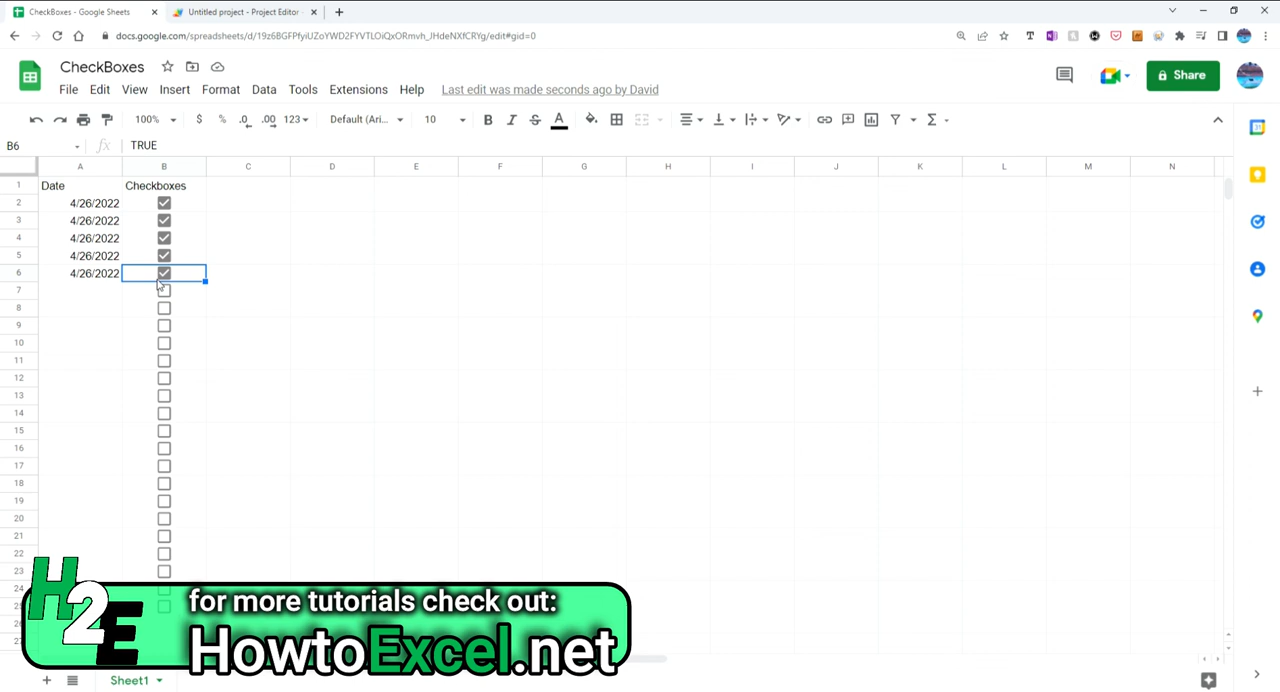 CheckBoxes - Google Sheets
Untitled project - Project Editor
docs.google.com/spreadsheets/d/19z6BGFPfyiUZoYWD2FYVTLOiQxORmvh_JHdeNXfCRYg/edit#gid=0
CheckBoxes
Share
File Edit View Insert Format Data Tools Extensions Help Last edit was made seconds ago by David
100% $ % .0 .00 123 Default (Ari... 10 B I S A Σ
B6 fx TRUE
A B C D E F G H I J K L M N
1 Date Checkboxes
2 4/26/2022
3 4/26/2022
4 4/26/2022
5 4/26/2022
6 4/26/2022
7
8
9
10
11
12
13
14
15
16
17
18
19
20
21
22
23
24
H2E
for more tutorials check out:
HowtoExcel.net
Sheet1